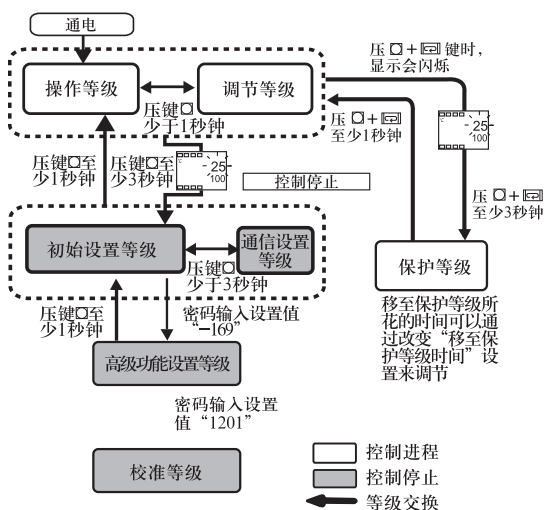 通电
操作等级
调节等级
压键
少于1秒钟
压 + 键时，
显示会闪烁
压 +
至少1秒钟
25
100
压键至
少1秒钟
压键至
少3秒钟
25
100
控制停止
压 +
至少3秒钟
初始设置等级
通信设置
等级
压键
少于3秒钟
保护等级
压键至
少1秒钟
密码输入设置值
“−169”
移至保护等级所
花的时间可以通
过改变“移至保
护等级时间”设
置来调节
高级功能设置等级
密码输入设置
值“1201”
校准等级
控制进程
控制停止
等级交换